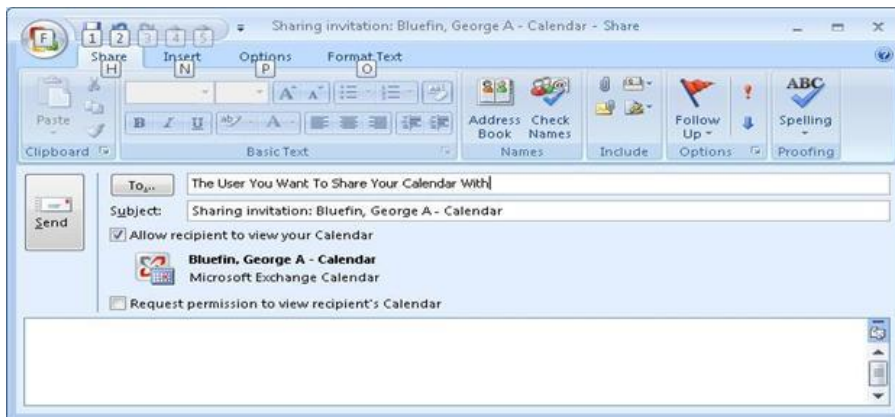 Sharing invitation: Bluefin, George A - Calendar - Share
F 1 2 3 4 5
Share Insert Options Format Text
H N P O
Paste
B I U ab A
A A
ABC
Address Book Check Names
Follow Up
Spelling
Clipboard Basic Text Names Include Options Proofing
To... The User You Want To Share Your Calendar With
Send
Subject: Sharing invitation: Bluefin, George A - Calendar
Allow recipient to view your Calendar
Bluefin, George A - Calendar
Microsoft Exchange Calendar
Request permission to view recipient's Calendar